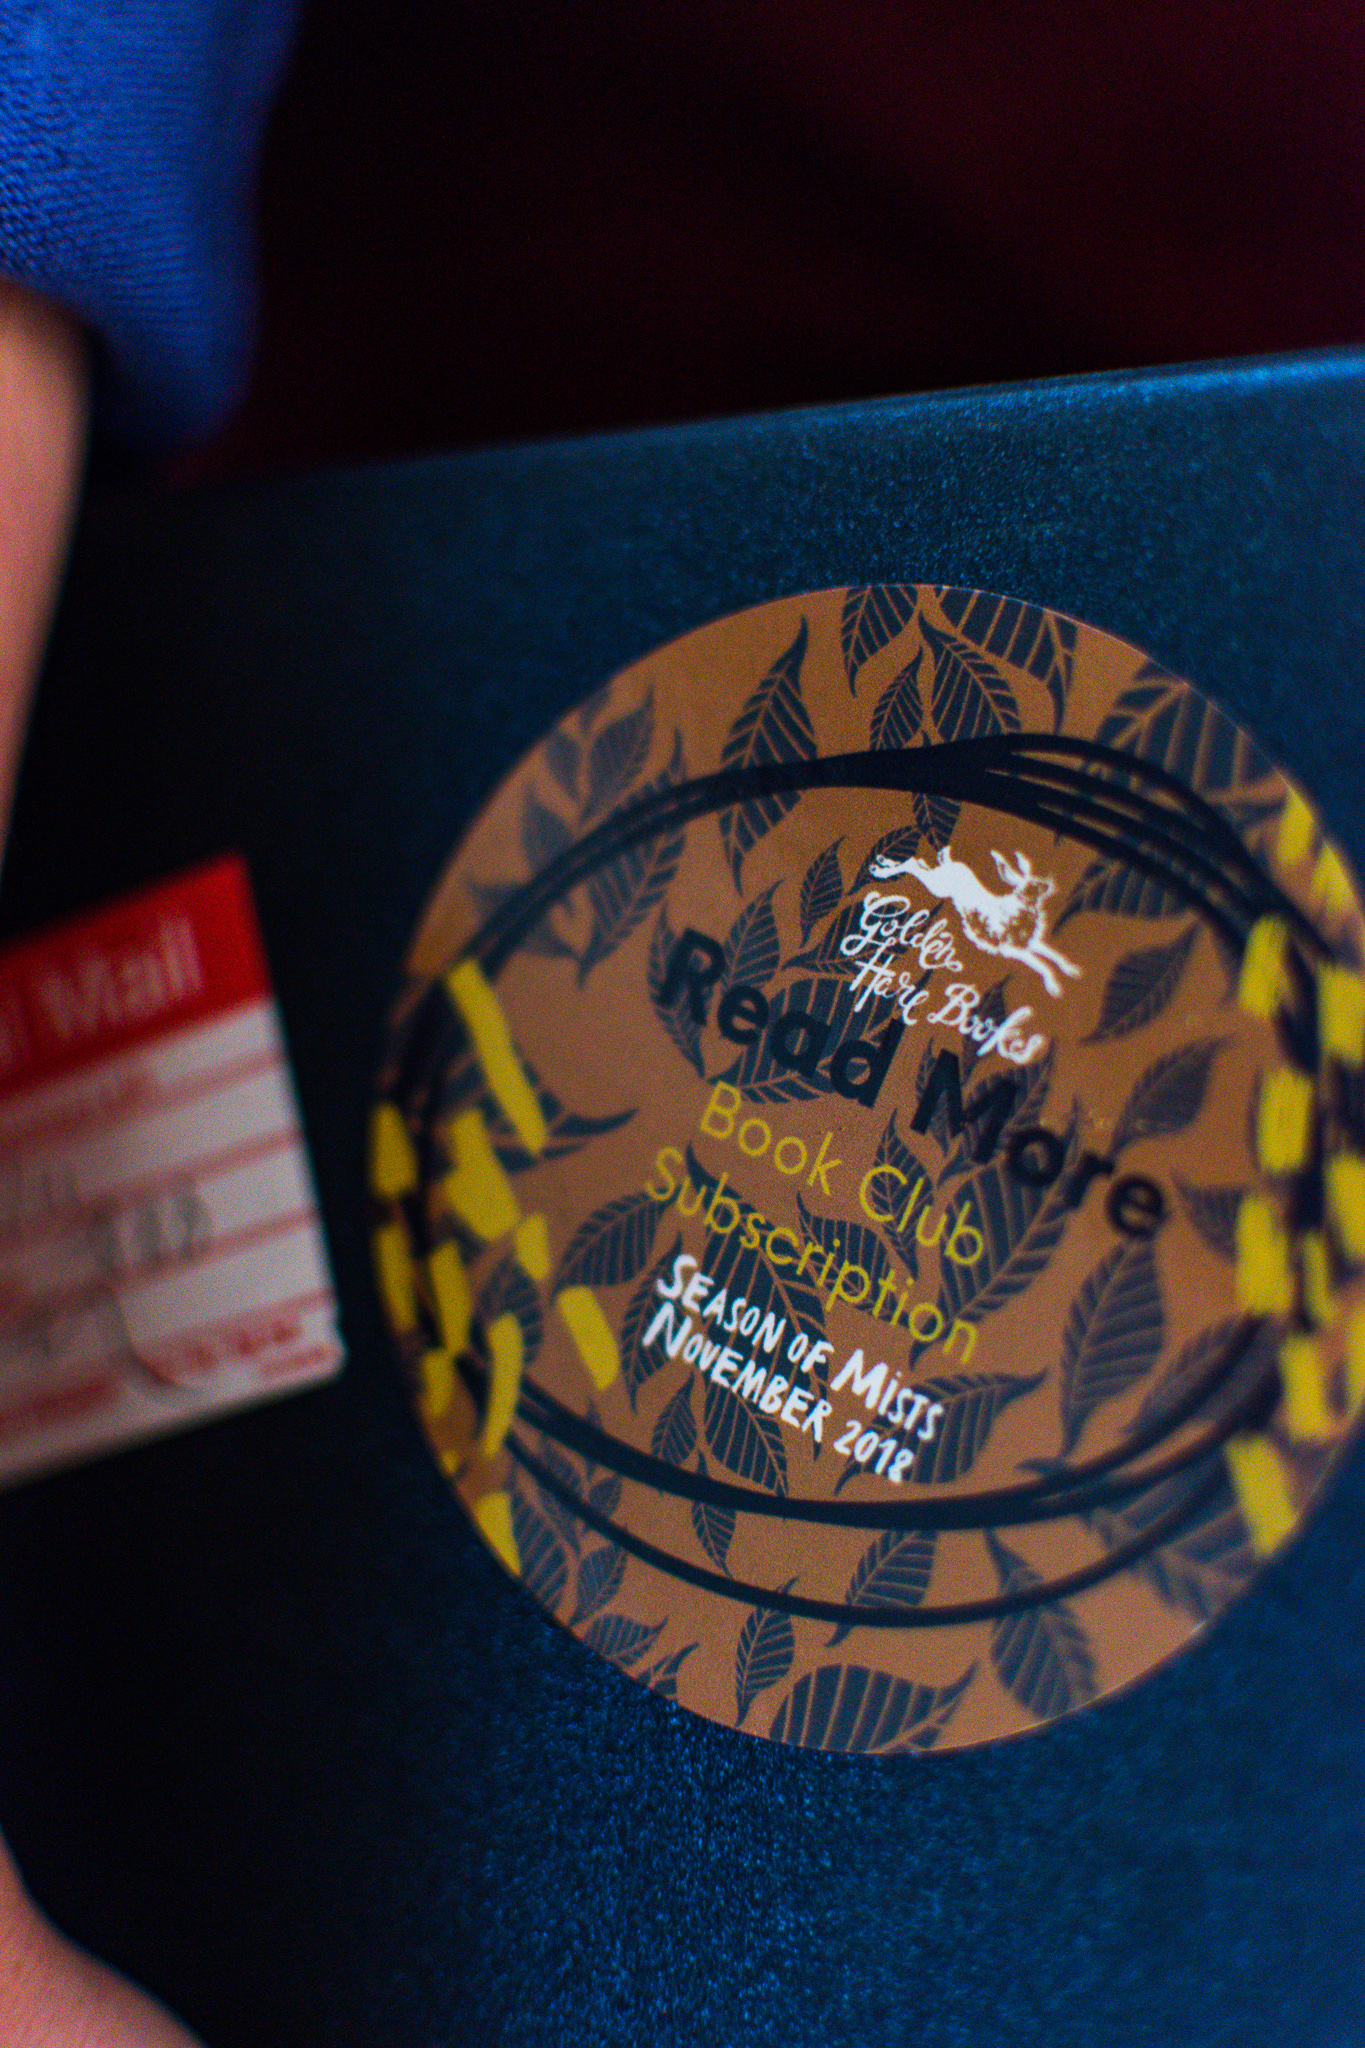 Mail
Golden
Hare Books
Read More
Book Club
Subscription
SEASON OF MISTS
NOVEMBER 2018